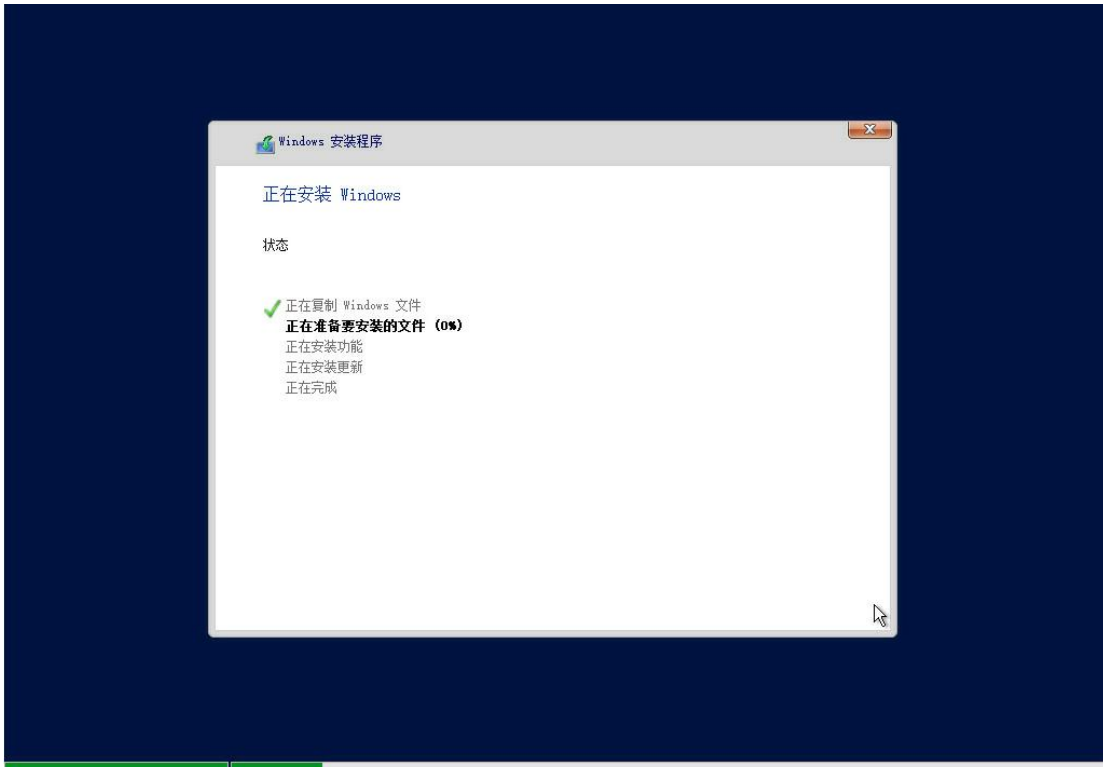 Windows 安装程序
正在安装 Windows
状态
正在复制 Windows 文件
正在准备要安装的文件 (0%)
正在安装功能
正在安装更新
正在完成